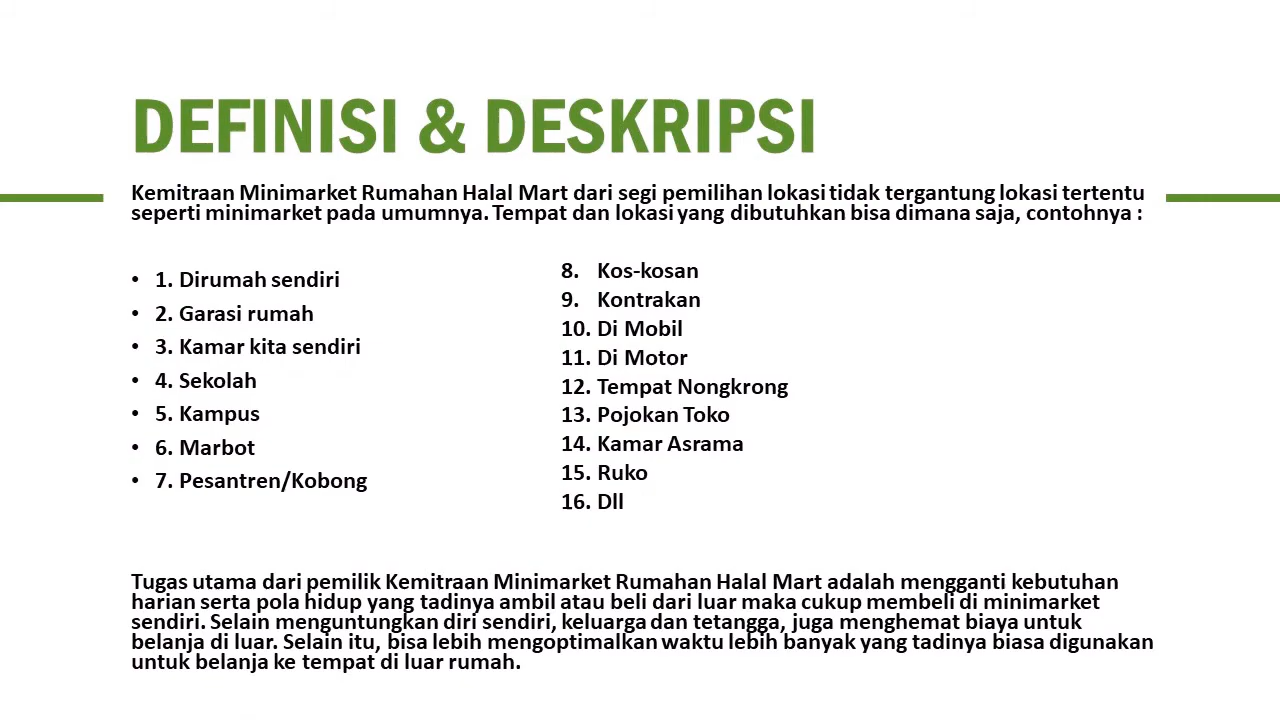 DEFINISI & DESKRIPSI
Kemitraan Minimarket Rumahan Halal Mart dari segi pemilihan lokasi tidak tergantung lokasi tertentu
seperti minimarket pada umumnya. Tempat dan lokasi yang dibutuhkan bisa dimana saja, contohnya :
• 1. Dirumah sendiri
• 2. Garasi rumah
• 3. Kamar kita sendiri
• 4. Sekolah
• 5. Kampus
• 6. Marbot
• 7. Pesantren/Kobong
8. Kos-kosan
9. Kontrakan
10. Di Mobil
11. Di Motor
12. Tempat Nongkrong
13. Pojokan Toko
14. Kamar Asrama
15. Ruko
16. Dll
Tugas utama dari pemilik Kemitraan Minimarket Rumahan Halal Mart adalah mengganti kebutuhan
harian serta pola hidup yang tadinya ambil atau beli dari luar maka cukup membeli di minimarket
sendiri. Selain menguntungkan diri sendiri, keluarga dan tetangga, juga menghemat biaya untuk
belanja di luar. Selain itu, bisa lebih mengoptimalkan waktu lebih banyak yang tadinya biasa digunakan
untuk belanja ke tempat di luar rumah.